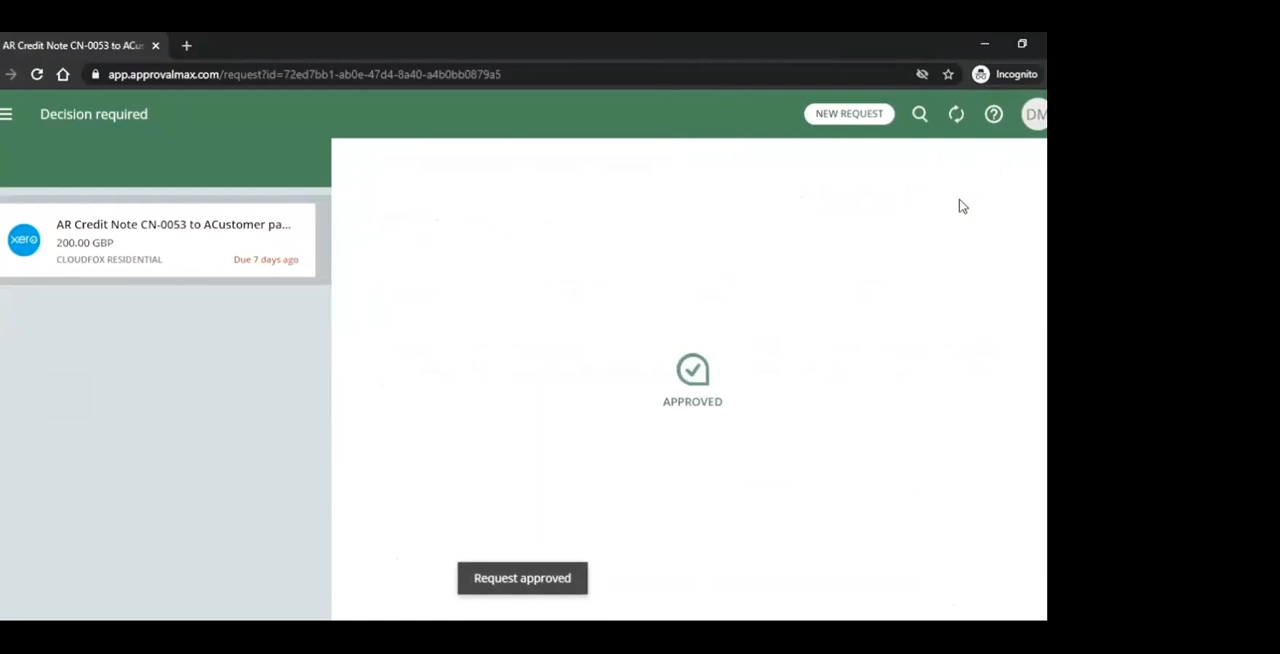 AR Credit Note CN-0053 to ACus
app.approvalmax.com/request?id=72ed7bb1-ab0e-47d4-8a40-a4b0bb0879a5
Incognito
Decision required
NEW REQUEST
DM
xero
AR Credit Note CN-0053 to ACustomer pa...
200.00 GBP
CLOUDFOX RESIDENTIAL
Due 7 days ago
APPROVED
Request approved